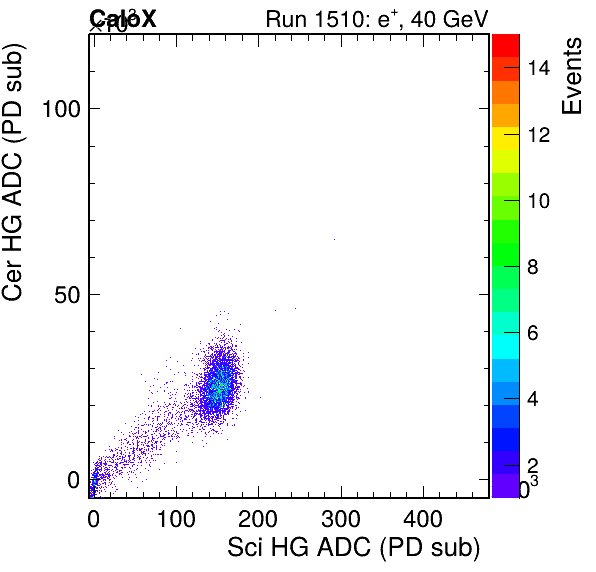 CaloX
×10³
Run 1510: e⁺, 40 GeV
Cer HG ADC (PD sub)
100
50
0
0 100 200 300 400
Sci HG ADC (PD sub)
Events
14
12
10
8
6
4
2
0
3